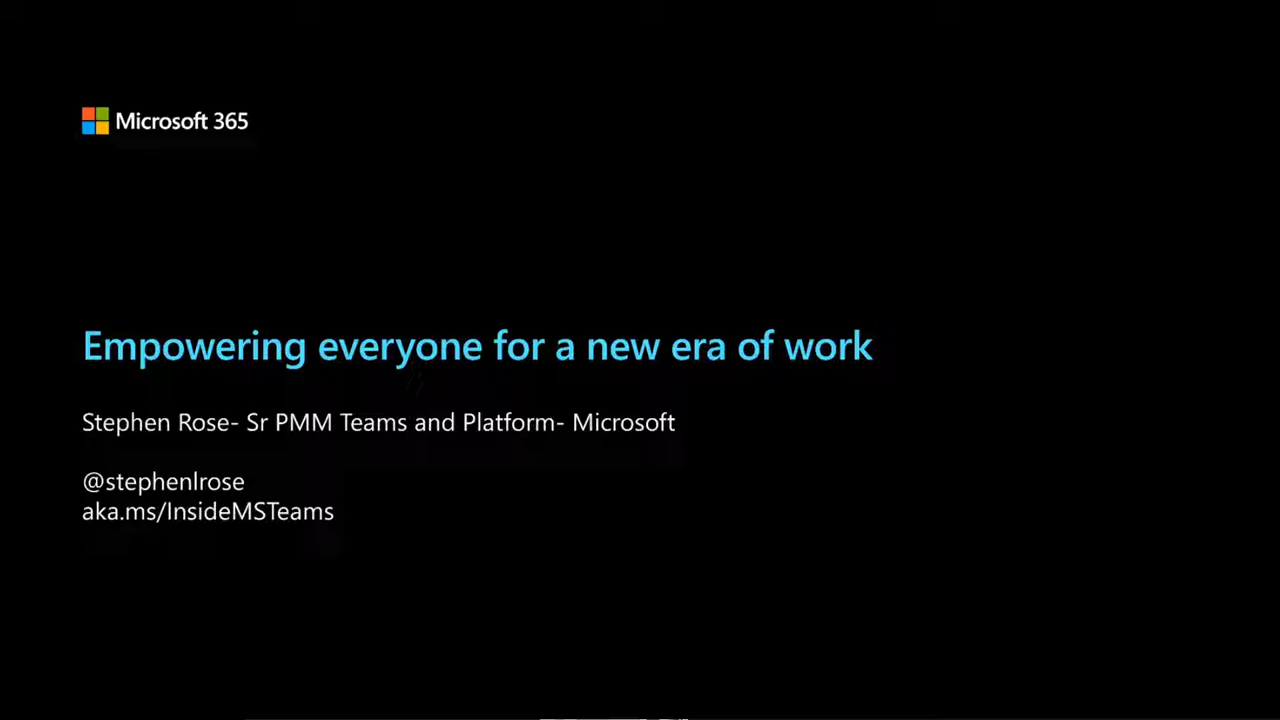 Microsoft 365
Empowering everyone for a new era of work
Stephen Rose- Sr PMM Teams and Platform- Microsoft
@stephenlrose
aka.ms/InsideMSTeams